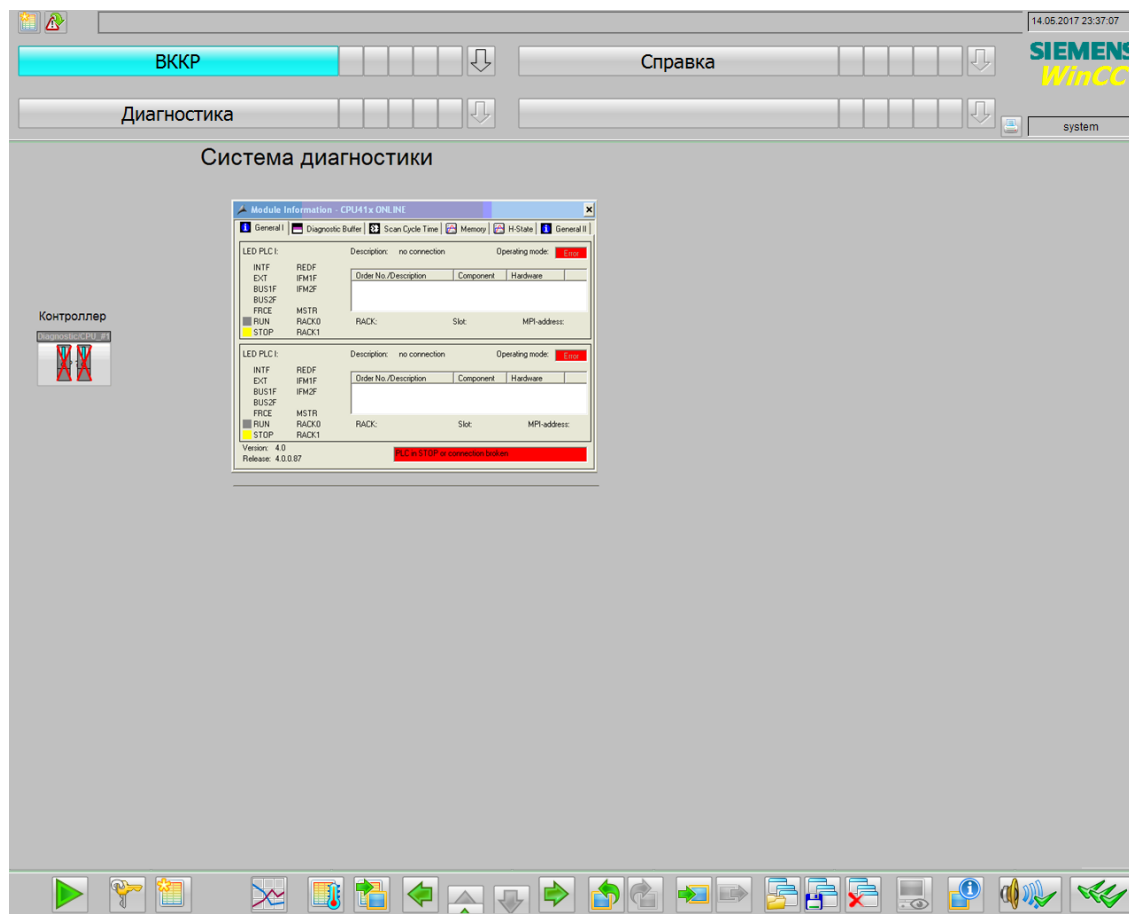 14.05.2017 23:37:07
ВККР
Справка
SIEMENS
WinCC
Диагностика
system
Система диагностики
Module Information - CPU41x ONLINE
General I
Diagnostic Buffer
Scan Cycle Time
Memory
H-State
General II
LED PLC I:
Description: no connection
Operating mode: Error
INTF REDF
EXT IFM1F
BUS1F IFM2F
BUS2F
FRCE MSTR
RUN RACK0
STOP RACK1
Order No./Description Component Hardware
RACK: Slot: MPI-address:
LED PLC I:
Description: no connection
Operating mode: Error
INTF REDF
EXT IFM1F
BUS1F IFM2F
BUS2F
FRCE MSTR
RUN RACK0
STOP RACK1
Order No./Description Component Hardware
RACK: Slot: MPI-address:
Version: 4.0
Release: 4.0.0.87
PLC in STOP or connection broken
Контроллер
Diagnostic/CPU_#1